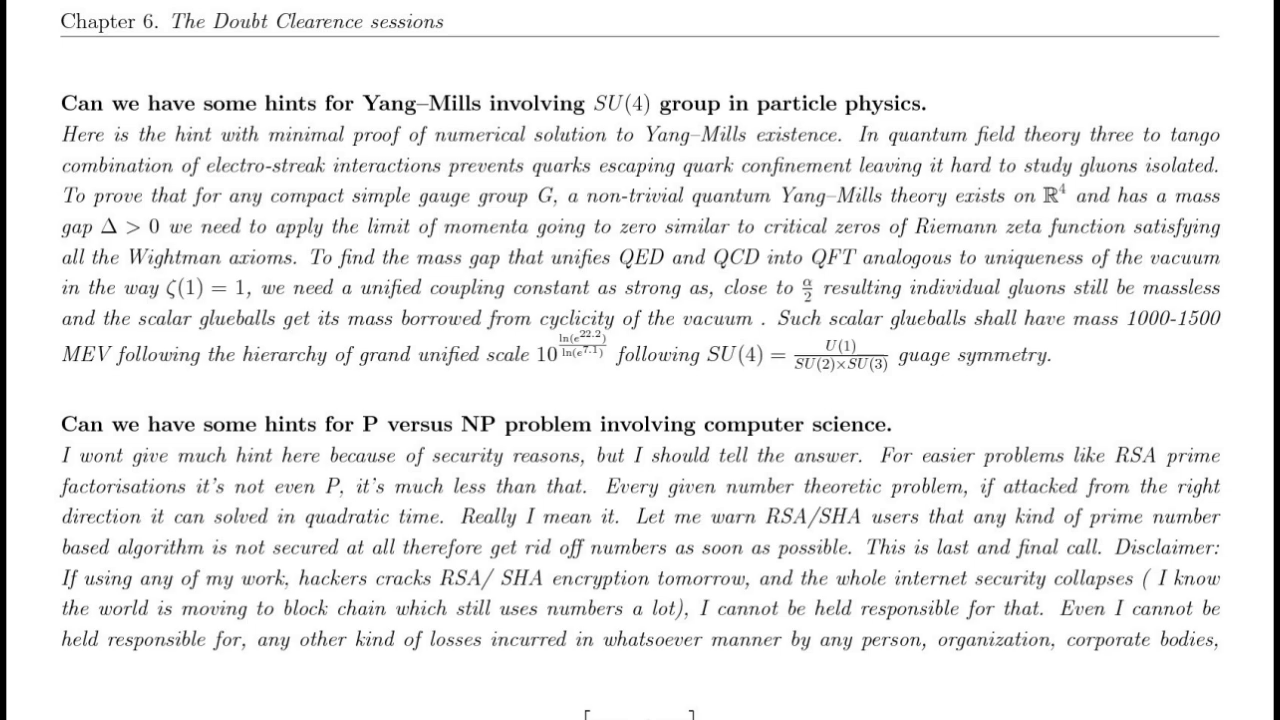 Chapter 6. The Doubt Clearence sessions
Can we have some hints for Yang–Mills involving SU(4) group in particle physics.
Here is the hint with minimal proof of numerical solution to Yang–Mills existence. In quantum field theory three to tango
combination of electro-streak interactions prevents quarks escaping quark confinement leaving it hard to study gluons isolated.
To prove that for any compact simple gauge group G, a non-trivial quantum Yang–Mills theory exists on ℝ⁴ and has a mass
gap Δ > 0 we need to apply the limit of momenta going to zero similar to critical zeros of Riemann zeta function satisfying
all the Wightman axioms. To find the mass gap that unifies QED and QCD into QFT analogous to uniqueness of the vacuum
in the way ζ(1) = 1, we need a unified coupling constant as strong as, close to α/2 resulting individual gluons still be massless
and the scalar glueballs get its mass borrowed from cyclicity of the vacuum . Such scalar glueballs shall have mass 1000-1500
MEV following the hierarchy of grand unified scale 10^(ln(e^22.2)/ln(e^7.1)) following SU(4) = U(1)/(SU(2)×SU(3)) guage symmetry.
Can we have some hints for P versus NP problem involving computer science.
I wont give much hint here because of security reasons, but I should tell the answer. For easier problems like RSA prime
factorisations it's not even P, it's much less than that. Every given number theoretic problem, if attacked from the right
direction it can solved in quadratic time. Really I mean it. Let me warn RSA/SHA users that any kind of prime number
based algorithm is not secured at all therefore get rid off numbers as soon as possible. This is last and final call. Disclaimer:
If using any of my work, hackers cracks RSA/ SHA encryption tomorrow, and the whole internet security collapses ( I know
the world is moving to block chain which still uses numbers a lot), I cannot be held responsible for that. Even I cannot be
held responsible for, any other kind of losses incurred in whatsoever manner by any person, organization, corporate bodies,